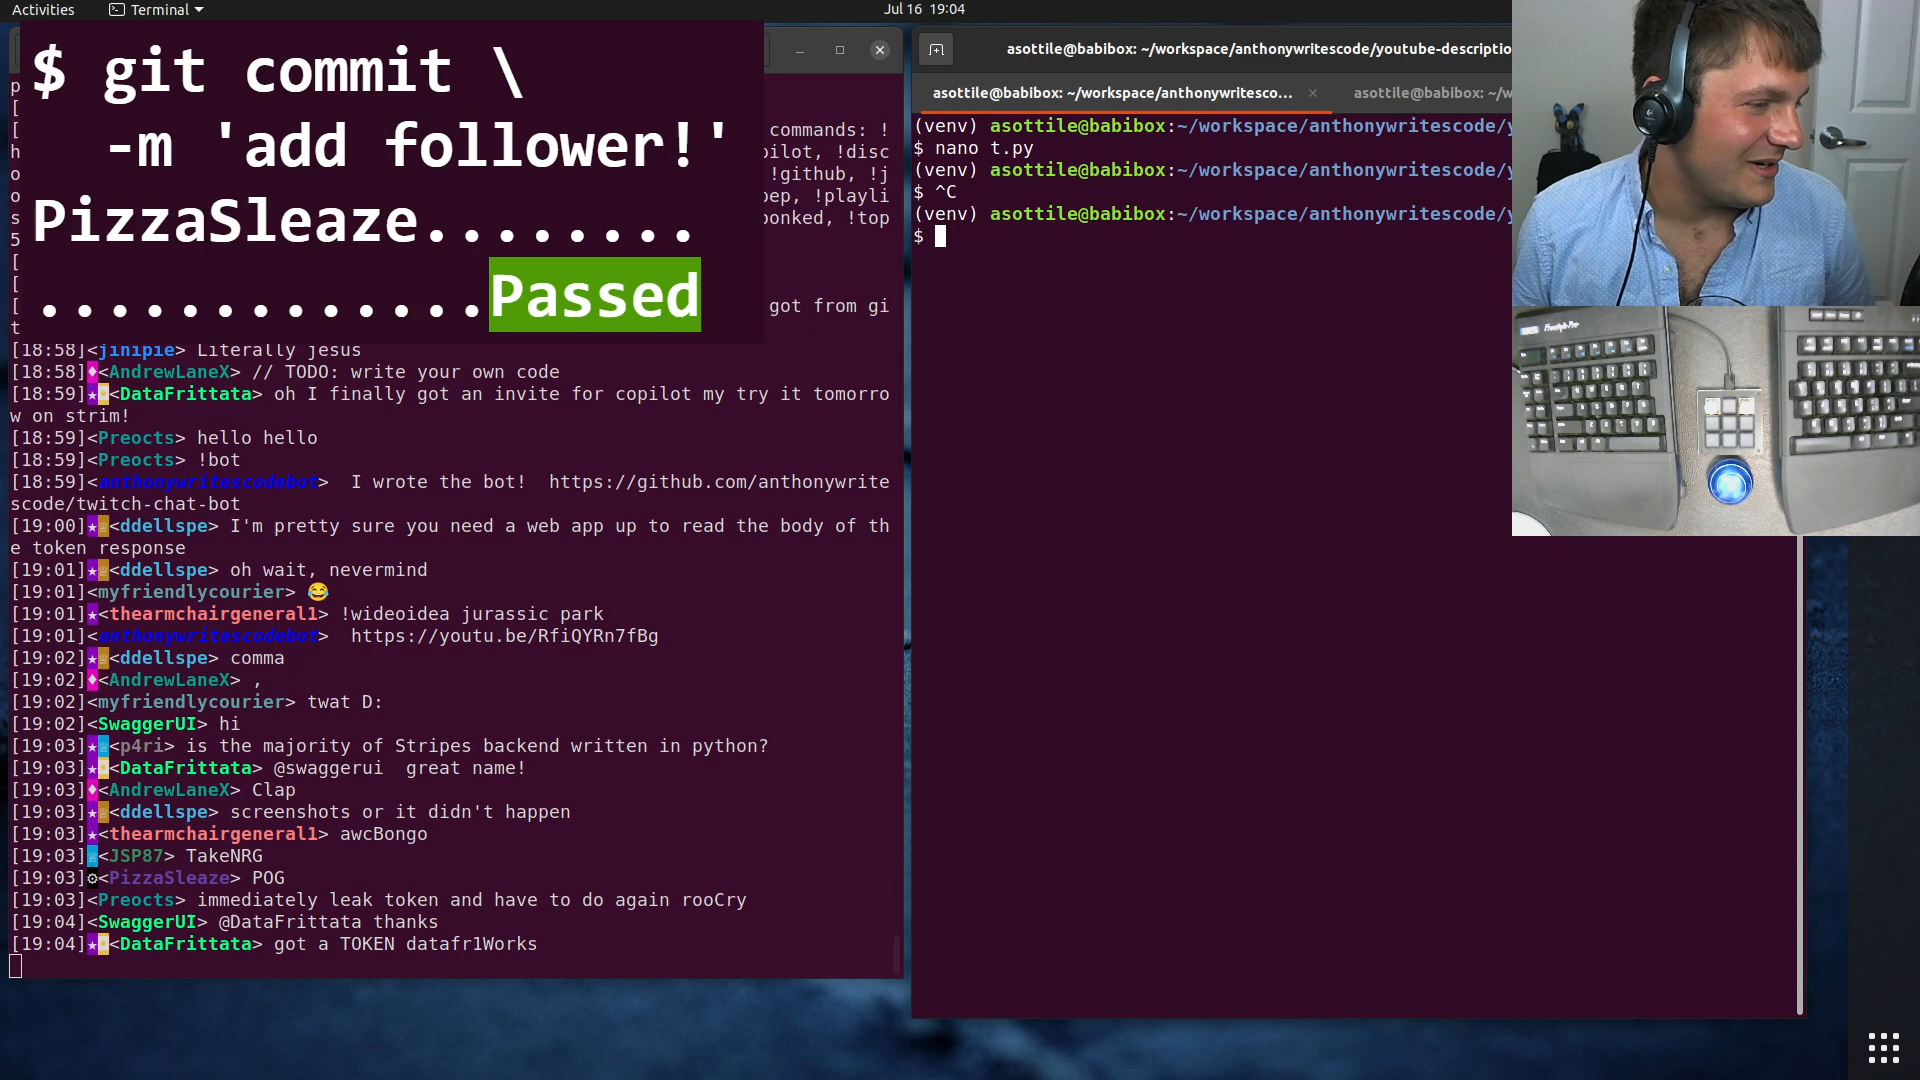 Activities
Terminal
Jul 16 19:04
$ git commit \
-m 'add follower!'
PizzaSleaze........
.............Passed
p
[
[
h
o
o
s
5
[
[
[
t
commands: !
pilot, !disc
!github, !j
ep, !playli
onked, !top
got from gi
[18:58]<jinipie> Literally jesus
[18:58]♦<AndrewLaneX> // TODO: write your own code
[18:59]★<DataFrittata> oh I finally got an invite for copilot my try it tomorro
w on strim!
[18:59]<Preocts> hello hello
[18:59]<Preocts> !bot
[18:59]<anthonywritescodebot>  I wrote the bot!  https://github.com/anthonywrite
scode/twitch-chat-bot
[19:00]★<ddellspe> I'm pretty sure you need a web app up to read the body of th
e token response
[19:01]★<ddellspe> oh wait, nevermind
[19:01]<myfriendlycourier> 😂
[19:01]★<thearmchairgeneral1> !wideoidea jurassic park
[19:01]<anthonywritescodebot>  https://youtu.be/RfiQYRn7fBg
[19:02]★<ddellspe> comma
[19:02]♦<AndrewLaneX> ,
[19:02]<myfriendlycourier> twat D:
[19:02]<SwaggerUI> hi
[19:03]★<p4ri> is the majority of Stripes backend written in python?
[19:03]★<DataFrittata> @swaggerui  great name!
[19:03]♦<AndrewLaneX> Clap
[19:03]★<ddellspe> screenshots or it didn't happen
[19:03]★<thearmchairgeneral1> awcBongo
[19:03]<JSP87> TakeNRG
[19:03]⚙<PizzaSleaze> POG
[19:03]<Preocts> immediately leak token and have to do again rooCry
[19:04]<SwaggerUI> @DataFrittata thanks
[19:04]★<DataFrittata> got a TOKEN datafr1Works
asottile@babibox: ~/workspace/anthonywritescode/youtube-descriptio
asottile@babibox: ~/workspace/anthonywritesco...
asottile@babibox: ~/w
(venv) asottile@babibox:~/workspace/anthonywritescode/y
$ nano t.py
(venv) asottile@babibox:~/workspace/anthonywritescode/y
$ ^C
(venv) asottile@babibox:~/workspace/anthonywritescode/y
$